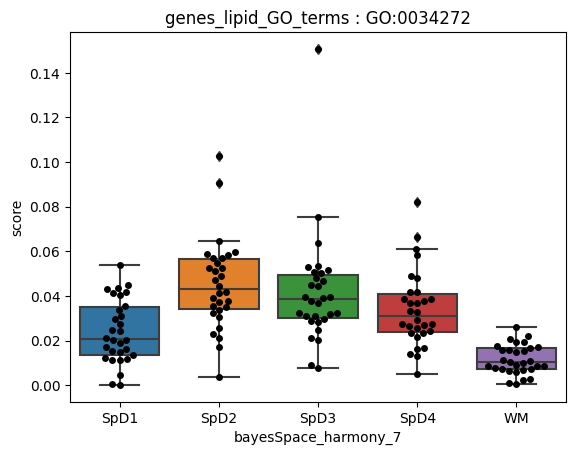 genes_lipid_GO_terms : GO:0034272
0.14
0.12
0.10
0.08
0.06
0.04
0.02
0.00
score
SpD1 SpD2 SpD3 SpD4 WM
bayesSpace_harmony_7